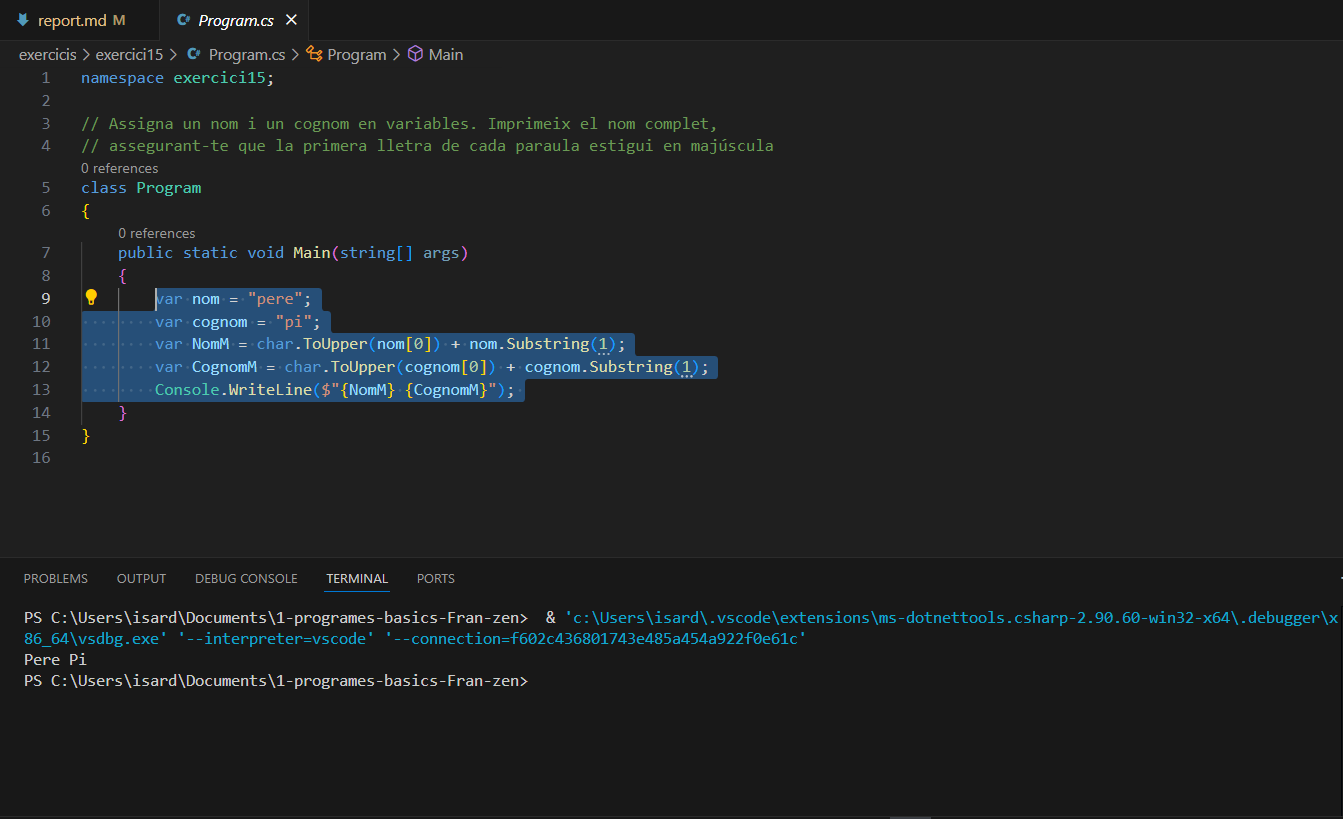 report.md M Program.cs
exercicis > exercici15 > Program.cs > Program > Main
1 namespace exercici15;
2
3 // Assigna un nom i un cognom en variables. Imprimeix el nom complet,
4 // assegurant-te que la primera lletra de cada paraula estigui en majúscula
0 references
5 class Program
6 {
0 references
7 public static void Main(string[] args)
8 {
9 var nom = "pere";
10 var cognom = "pi";
11 var NomM = char.ToUpper(nom[0]) + nom.Substring(1);
12 var CognomM = char.ToUpper(cognom[0]) + cognom.Substring(1);
13 Console.WriteLine($"{NomM} {CognomM}");
14 }
15 }
16
PROBLEMS OUTPUT DEBUG CONSOLE TERMINAL PORTS
PS C:\Users\isard\Documents\1-programes-basics-Fran-zen> & 'c:\Users\isard\.vscode\extensions\ms-dotnettools.csharp-2.90.60-win32-x64\.debugger\x
86_64\vsdbg.exe' '--interpreter=vscode' '--connection=f602c436801743e485a454a922f0e61c'
Pere Pi
PS C:\Users\isard\Documents\1-programes-basics-Fran-zen>